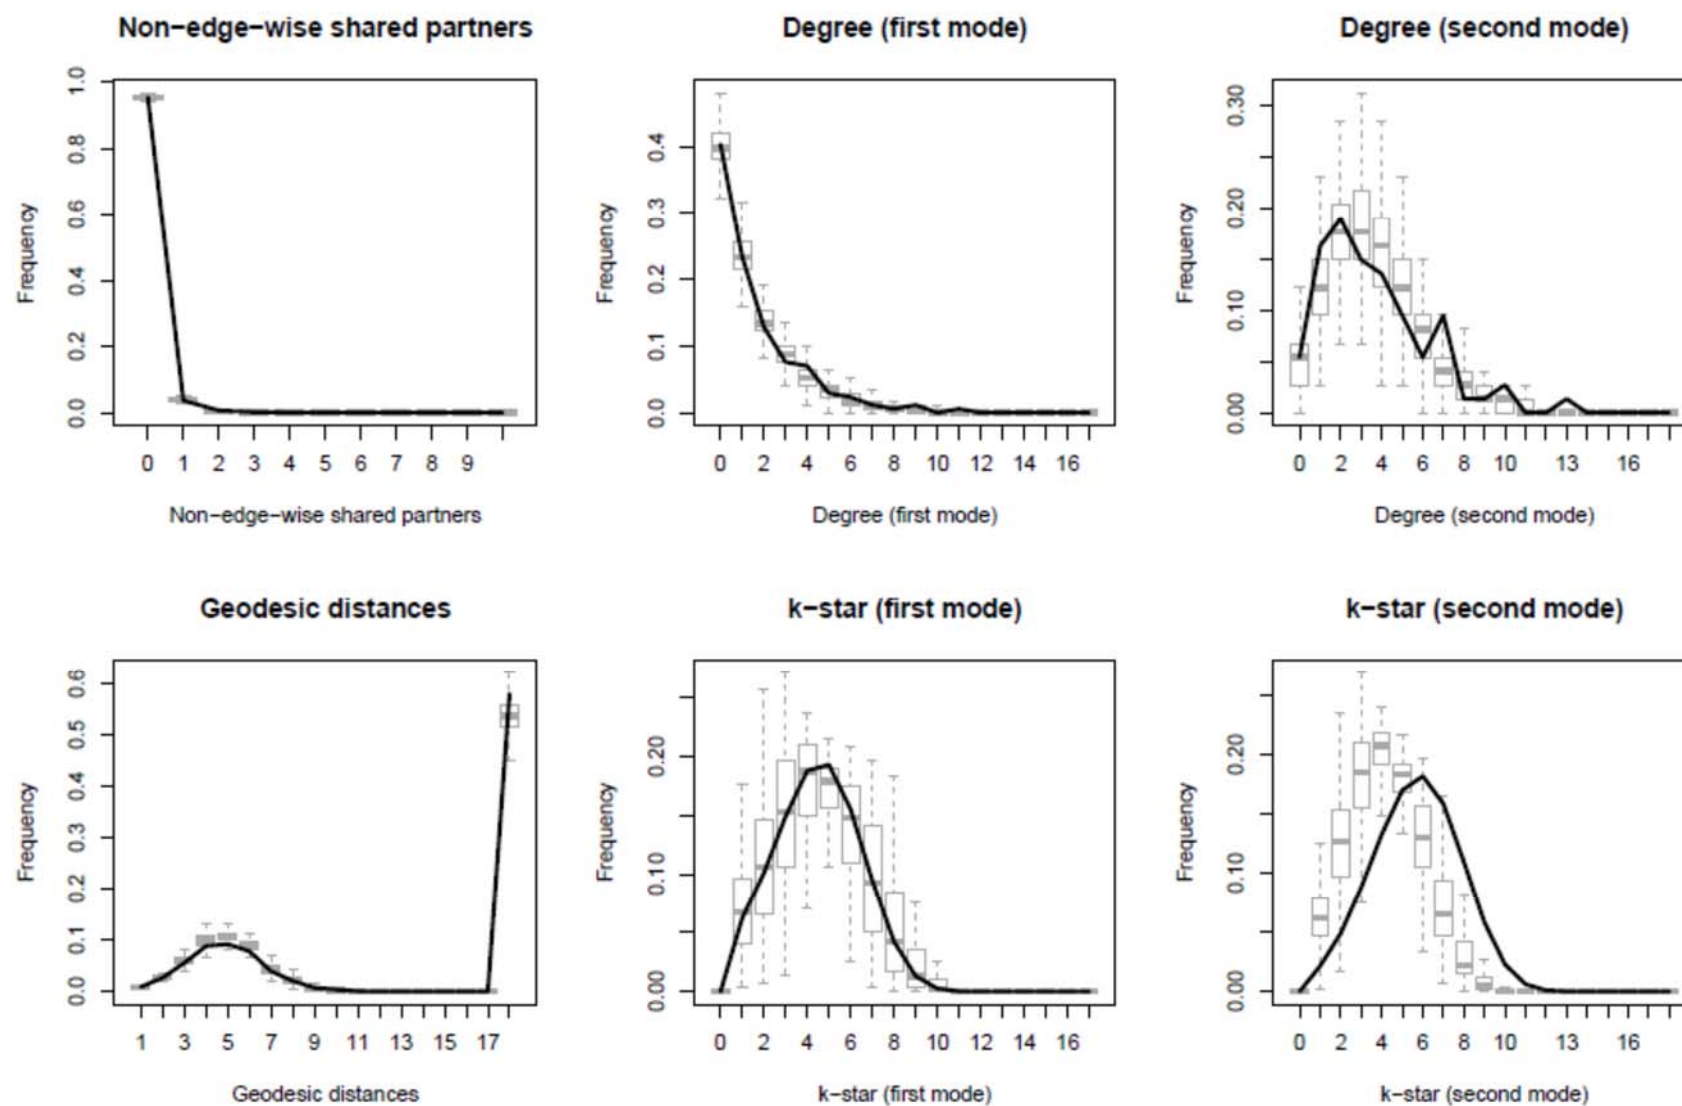 Non−edge−wise shared partners
Frequency
0.0 0.2 0.4 0.6 0.8 1.0
0 1 2 3 4 5 6 7 8 9
Non−edge−wise shared partners
Degree (first mode)
Frequency
0.0 0.1 0.2 0.3 0.4
0 2 4 6 8 10 12 14 16
Degree (first mode)
Degree (second mode)
Frequency
0.00 0.10 0.20 0.30
0 2 4 6 8 10 13 16
Degree (second mode)
Geodesic distances
Frequency
0.0 0.1 0.2 0.3 0.4 0.5 0.6
1 3 5 7 9 11 13 15 17
Geodesic distances
k−star (first mode)
Frequency
0.00 0.10 0.20
0 2 4 6 8 10 12 14 16
k−star (first mode)
k−star (second mode)
Frequency
0.00 0.10 0.20
0 2 4 6 8 10 13 16
k−star (second mode)